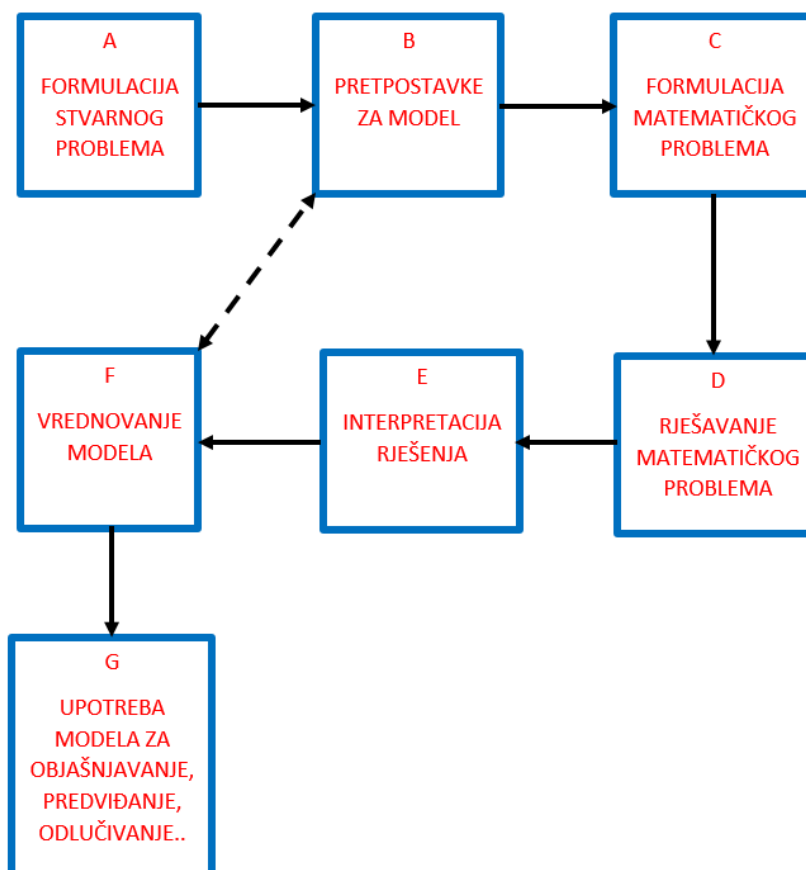 A
FORMULACIJA
STVARNOG
PROBLEMA
B
PRETPOSTAVKE
ZA MODEL
C
FORMULACIJA
MATEMATIČKOG
PROBLEMA
F
VREDNOVANJE
MODELA
E
INTERPRETACIJA
RJEŠENJA
D
RJEŠAVANJE
MATEMATIČKOG
PROBLEMA
G
UPOTREBA
MODELA ZA
OBJAŠNJAVANJE,
PREDVIĐANJE,
ODLUČIVANJE..